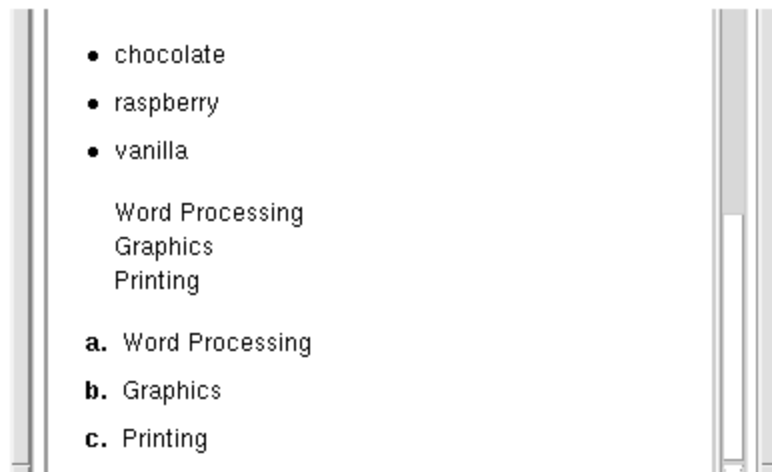 • chocolate
• raspberry
• vanilla
Word Processing
Graphics
Printing
a. Word Processing
b. Graphics
c. Printing